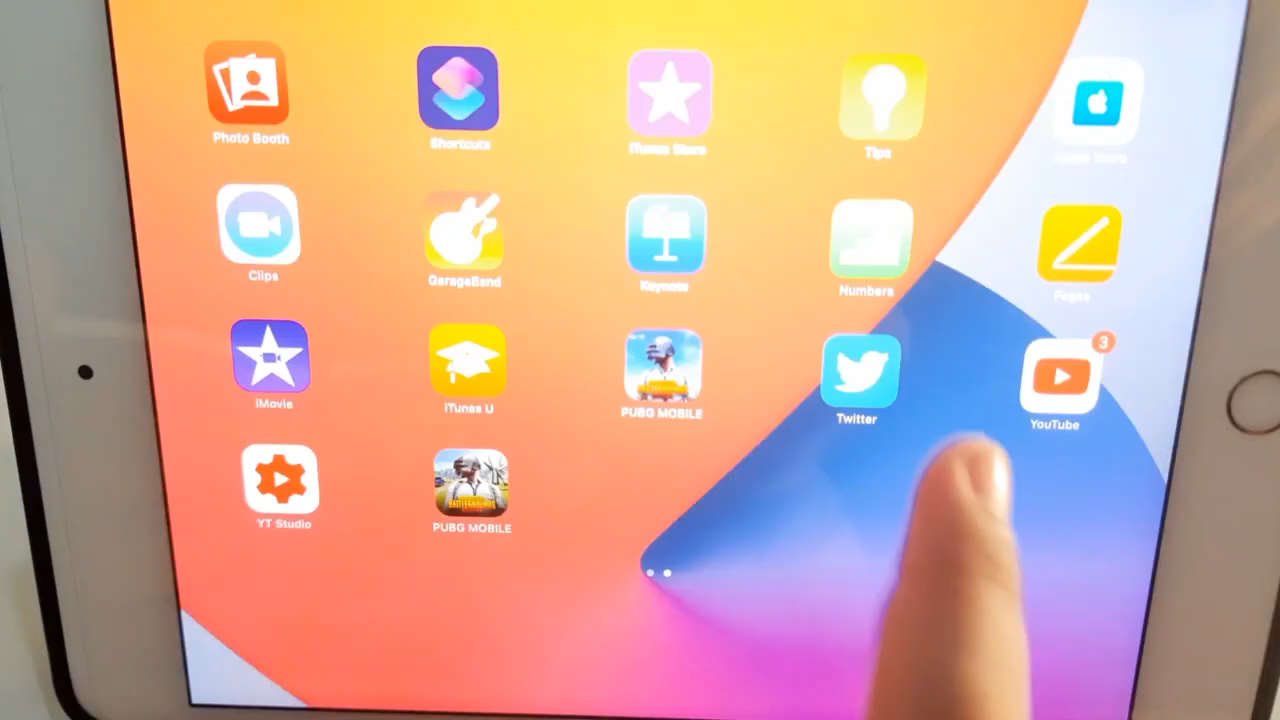 Photo Booth
Shortcuts
iTunes Store
Tips
Clips
GarageBand
Keynote
Numbers
Pages
iMovie
iTunes U
PUBG MOBILE
Twitter
3
YouTube
YT Studio
PUBG MOBILE